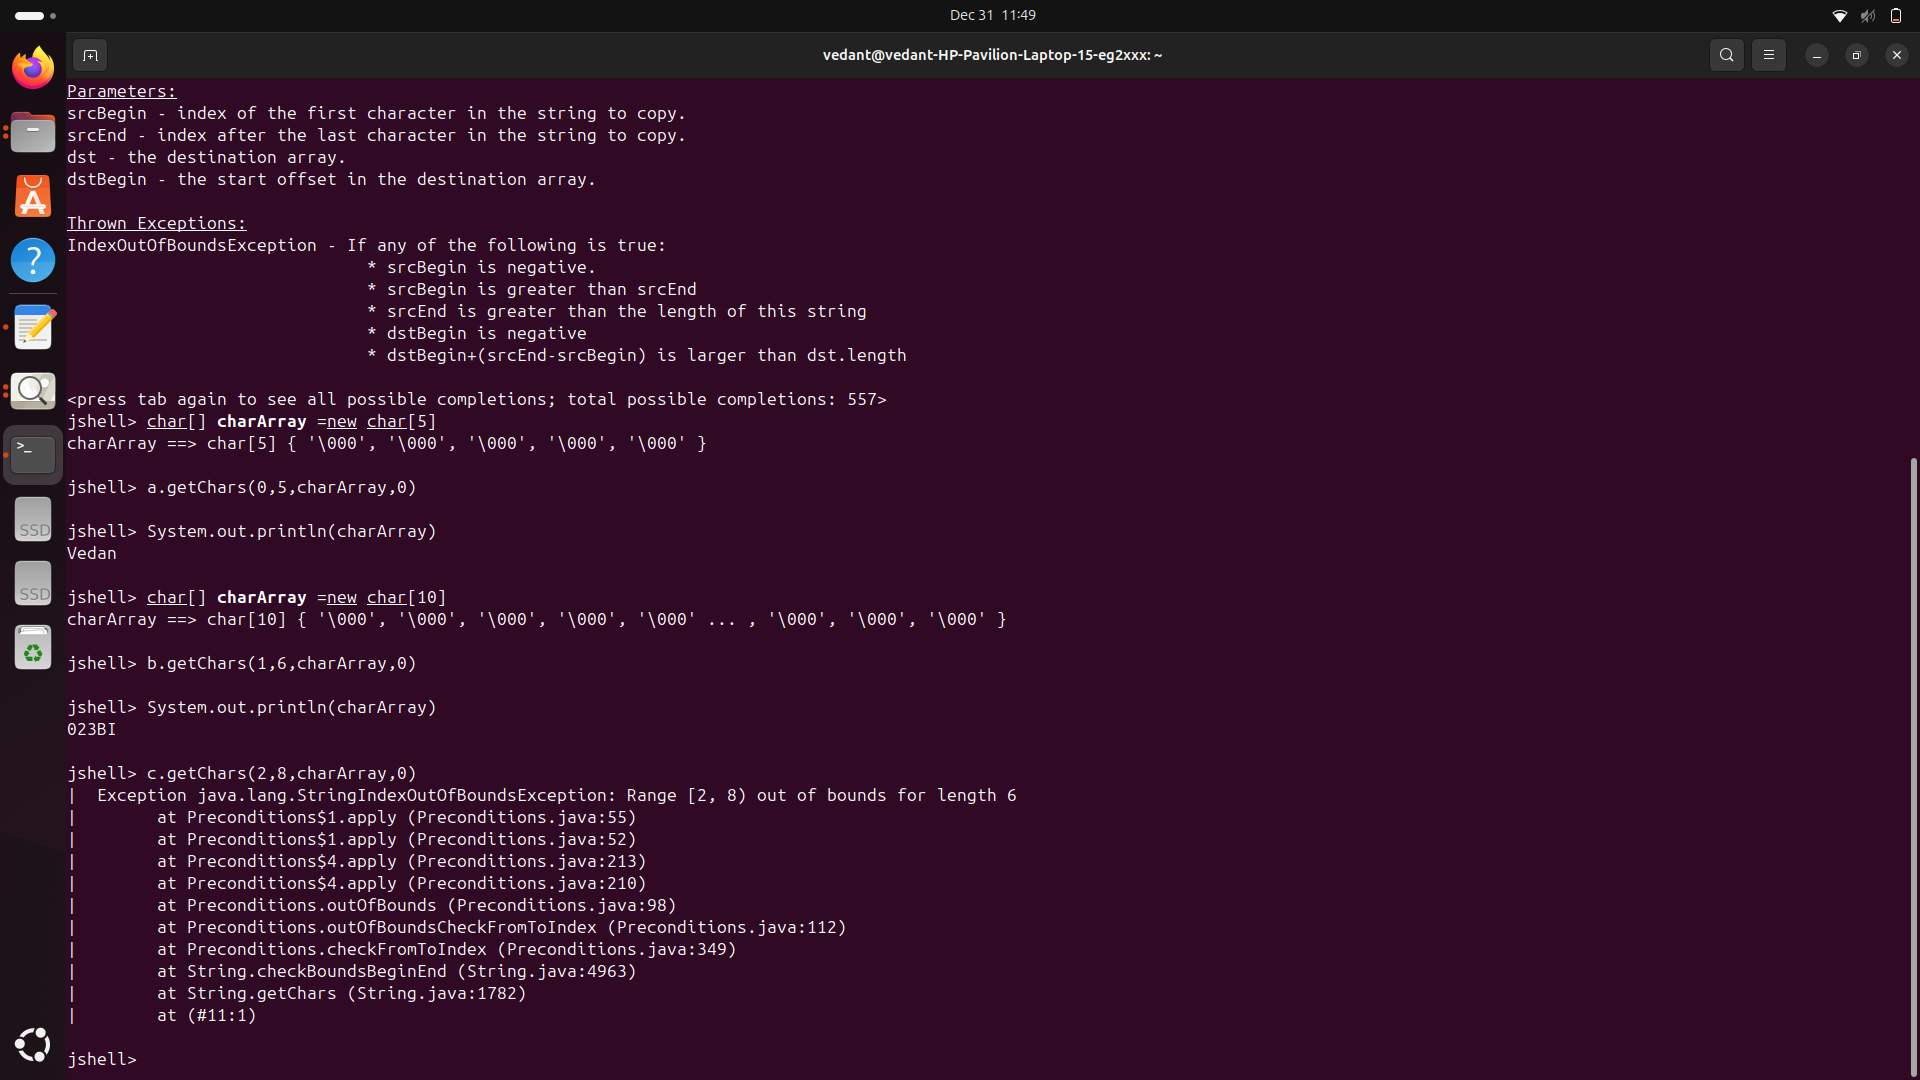 Dec 31 11:49
vedant@vedant-HP-Pavilion-Laptop-15-eg2xxx: ~
Parameters:
srcBegin - index of the first character in the string to copy.
srcEnd - index after the last character in the string to copy.
dst - the destination array.
dstBegin - the start offset in the destination array.
Thrown Exceptions:
IndexOutOfBoundsException - If any of the following is true:
* srcBegin is negative.
* srcBegin is greater than srcEnd
* srcEnd is greater than the length of this string
* dstBegin is negative
* dstBegin+(srcEnd-srcBegin) is larger than dst.length
<press tab again to see all possible completions; total possible completions: 557>
jshell> char[] charArray =new char[5]
charArray ==> char[5] { '\000', '\000', '\000', '\000', '\000' }
jshell> a.getChars(0,5,charArray,0)
jshell> System.out.println(charArray)
Vedan
jshell> char[] charArray =new char[10]
charArray ==> char[10] { '\000', '\000', '\000', '\000', '\000' ... , '\000', '\000', '\000' }
jshell> b.getChars(1,6,charArray,0)
jshell> System.out.println(charArray)
023BI
jshell> c.getChars(2,8,charArray,0)
|  Exception java.lang.StringIndexOutOfBoundsException: Range [2, 8) out of bounds for length 6
|        at Preconditions$1.apply (Preconditions.java:55)
|        at Preconditions$1.apply (Preconditions.java:52)
|        at Preconditions$4.apply (Preconditions.java:213)
|        at Preconditions$4.apply (Preconditions.java:210)
|        at Preconditions.outOfBounds (Preconditions.java:98)
|        at Preconditions.outOfBoundsCheckFromToIndex (Preconditions.java:112)
|        at Preconditions.checkFromToIndex (Preconditions.java:349)
|        at String.checkBoundsBeginEnd (String.java:4963)
|        at String.getChars (String.java:1782)
|        at (#11:1)
jshell>
SSD
SSD